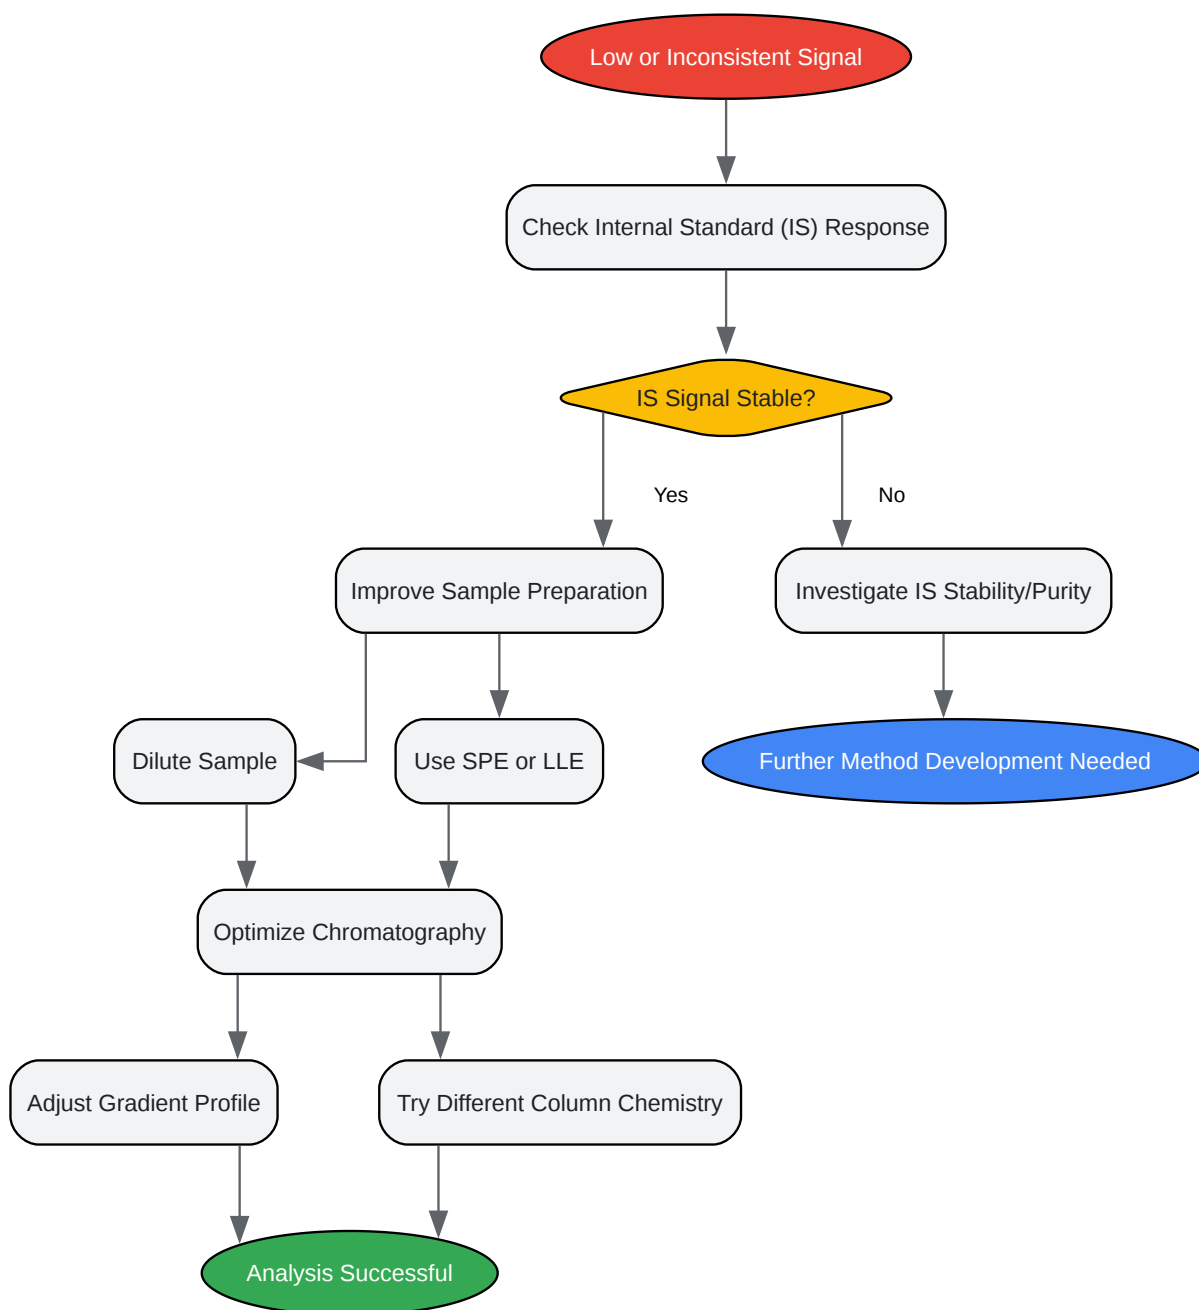 Low or Inconsistent Signal
Check Internal Standard (IS) Response
IS Signal Stable?
Yes
No
Improve Sample Preparation
Investigate IS Stability/Purity
Dilute Sample
Use SPE or LLE
Further Method Development Needed
Optimize Chromatography
Adjust Gradient Profile
Try Different Column Chemistry
Analysis Successful